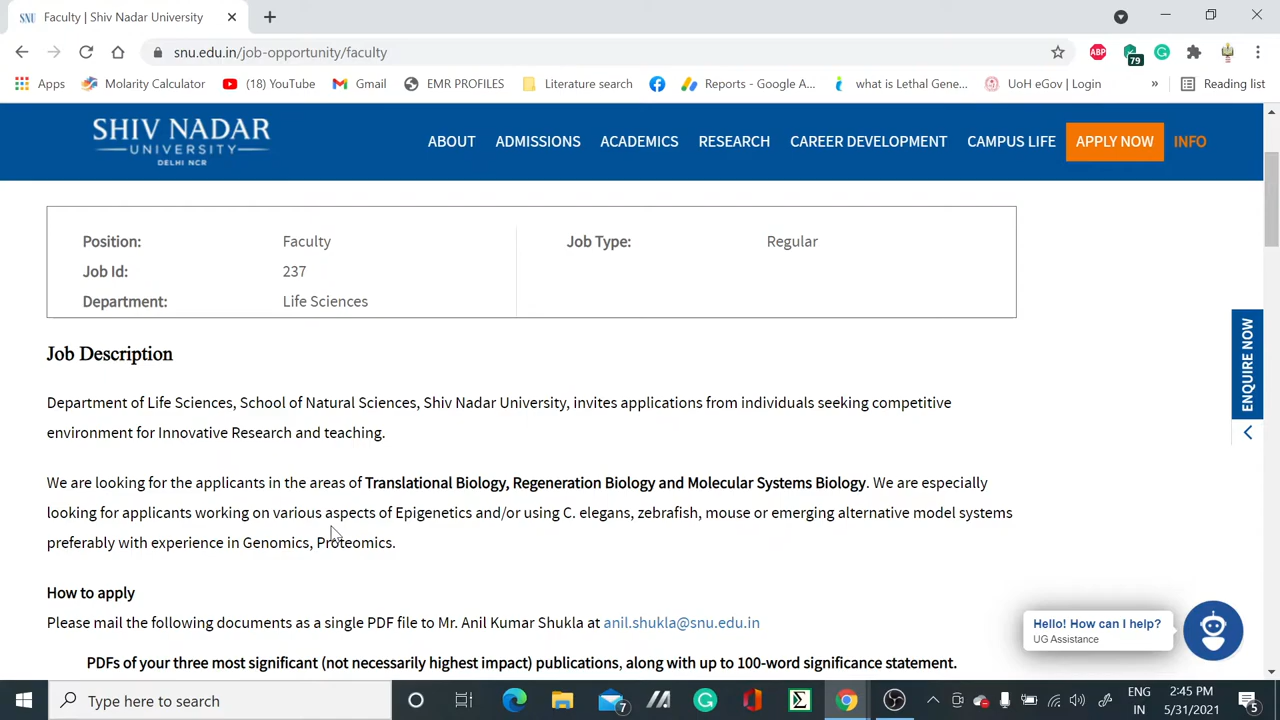 SNU Faculty | Shiv Nadar University
snu.edu.in/job-opportunity/faculty
ABP 79
Apps Molarity Calculator (18) YouTube Gmail EMR PROFILES Literature search Reports - Google A... what is Lethal Gene... UoH eGov | Login » Reading list
SHIV NADAR
UNIVERSITY
DELHI NCR
ABOUT ADMISSIONS ACADEMICS RESEARCH CAREER DEVELOPMENT CAMPUS LIFE APPLY NOW INFO
Position: Faculty Job Type: Regular
Job Id: 237
Department: Life Sciences
ENQUIRE NOW
Job Description
Department of Life Sciences, School of Natural Sciences, Shiv Nadar University, invites applications from individuals seeking competitive
environment for Innovative Research and teaching.
We are looking for the applicants in the areas of Translational Biology, Regeneration Biology and Molecular Systems Biology. We are especially
looking for applicants working on various aspects of Epigenetics and/or using C. elegans, zebrafish, mouse or emerging alternative model systems
preferably with experience in Genomics, Proteomics.
How to apply
Please mail the following documents as a single PDF file to Mr. Anil Kumar Shukla at anil.shukla@snu.edu.in
Hello! How can I help?
UG Assistance
PDFs of your three most significant (not necessarily highest impact) publications, along with up to 100-word significance statement.
Type here to search
7
ENG 2:45 PM
IN 5/31/2021
5